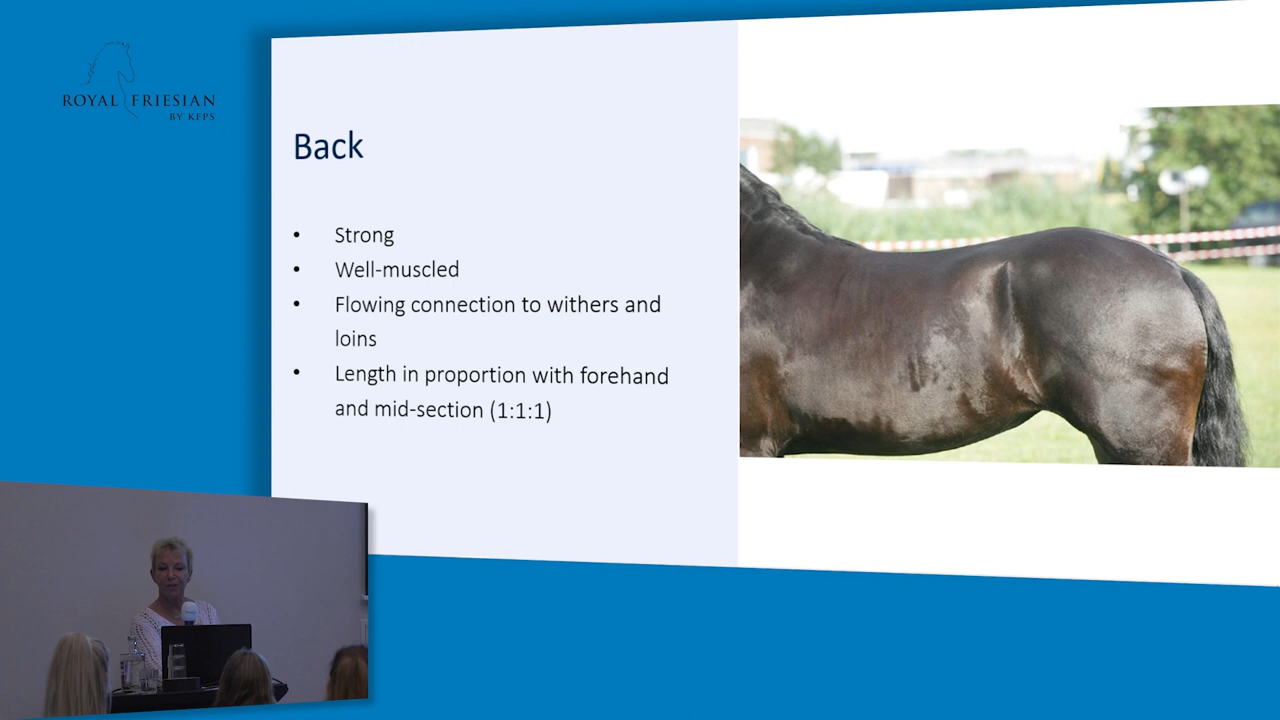 ROYAL FRIESIAN
BY KFPS
Back
• Strong
• Well-muscled
• Flowing connection to withers and
loins
• Length in proportion with forehand
and mid-section (1:1:1)